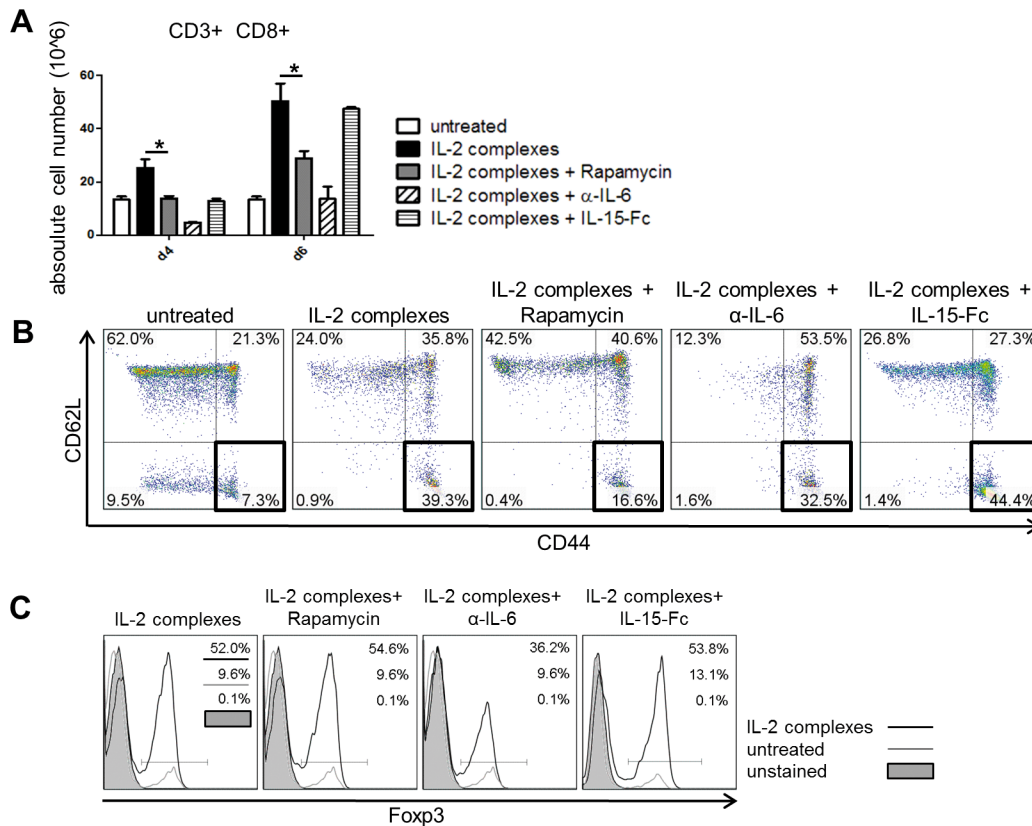 A
CD3+ CD8+
absoulute cell number (10^6)
60
40
20
0
d4
d6
*
*
untreated
IL-2 complexes
IL-2 complexes + Rapamycin
IL-2 complexes + α-IL-6
IL-2 complexes + IL-15-Fc
B
untreated
IL-2 complexes
IL-2 complexes +
Rapamycin
IL-2 complexes +
α-IL-6
IL-2 complexes +
IL-15-Fc
62.0% 21.3%
9.5% 7.3%
24.0% 35.8%
0.9% 39.3%
42.5% 40.6%
0.4% 16.6%
12.3% 53.5%
1.6% 32.5%
26.8% 27.3%
1.4% 44.4%
CD62L
CD44
C
IL-2 complexes
52.0%
9.6%
0.1%
IL-2 complexes+
Rapamycin
54.6%
9.6%
0.1%
IL-2 complexes+
α-IL-6
36.2%
9.6%
0.1%
IL-2 complexes+
IL-15-Fc
53.8%
13.1%
0.1%
IL-2 complexes
untreated
unstained
Foxp3